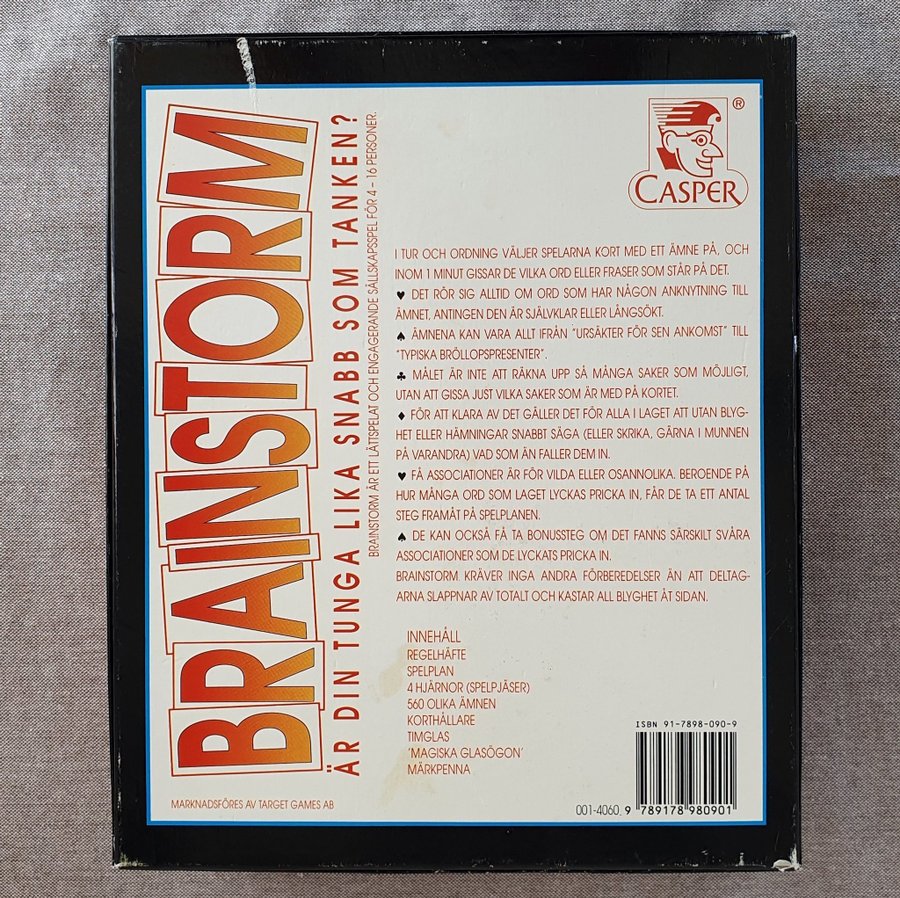 BRAINSTORM
ÄR DIN TUNGA LIKA SNABB SOM TANKEN?
BRAINSTORM ÄR ETT LÄTTSPELAT OCH ENGAGERANDE SÄLLSKAPSSPEL FÖR 4 – 16 PERSONER.
®
CASPER
I TUR OCH ORDNING VÄLJER SPELARNA KORT MED ETT ÄMNE PÅ, OCH
INOM 1 MINUT GISSAR DE VILKA ORD ELLER FRASER SOM STÅR PÅ DET.
♥ DET RÖR SIG ALLTID OM ORD SOM HAR NÅGON ANKNYTNING TILL
ÄMNET, ANTINGEN DEN ÄR SJÄLVKLAR ELLER LÅNGSÖKT.
♠ ÄMNENA KAN VARA ALLT IFRÅN "URSÄKTER FÖR SEN ANKOMST" TILL
"TYPISKA BRÖLLOPSPRESENTER".
♣ MÅLET ÄR INTE ATT RÄKNA UPP SÅ MÅNGA SAKER SOM MÖJLIGT,
UTAN ATT GISSA JUST VILKA SAKER SOM ÄR MED PÅ KORTET.
♦ FÖR ATT KLARA AV DET GÄLLER DET FÖR ALLA I LAGET ATT UTAN BLYG-
HET ELLER HÄMNINGAR SNABBT SÄGA (ELLER SKRIKA, GÄRNA I MUNNEN
PÅ VARANDRA) VAD SOM ÄN FALLER DEM IN.
♥ FÅ ASSOCIATIONER ÄR FÖR VILDA ELLER OSANNOLIKA. BEROENDE PÅ
HUR MÅNGA ORD SOM LAGET LYCKAS PRICKA IN, FÅR DE TA ETT ANTAL
STEG FRAMÅT PÅ SPELPLANEN.
♠ DE KAN OCKSÅ FÅ TA BONUSSTEG OM DET FANNS SÄRSKILT SVÅRA
ASSOCIATIONER SOM DE LYCKATS PRICKA IN.
BRAINSTORM KRÄVER INGA ANDRA FÖRBEREDELSER ÄN ATT DELTAG-
ARNA SLAPPNAR AV TOTALT OCH KASTAR ALL BLYGHET ÅT SIDAN.
INNEHÅLL
REGELHÄFTE
SPELPLAN
4 HJÄRNOR (SPELPJÄSER)
560 OLIKA ÄMNEN
KORTHÅLLARE
TIMGLAS
'MAGISKA GLASÖGON'
MÄRKPENNA
MARKNADSFÖRES AV TARGET GAMES AB
ISBN 91-7898-090-9
001-4060
9 789178 980901